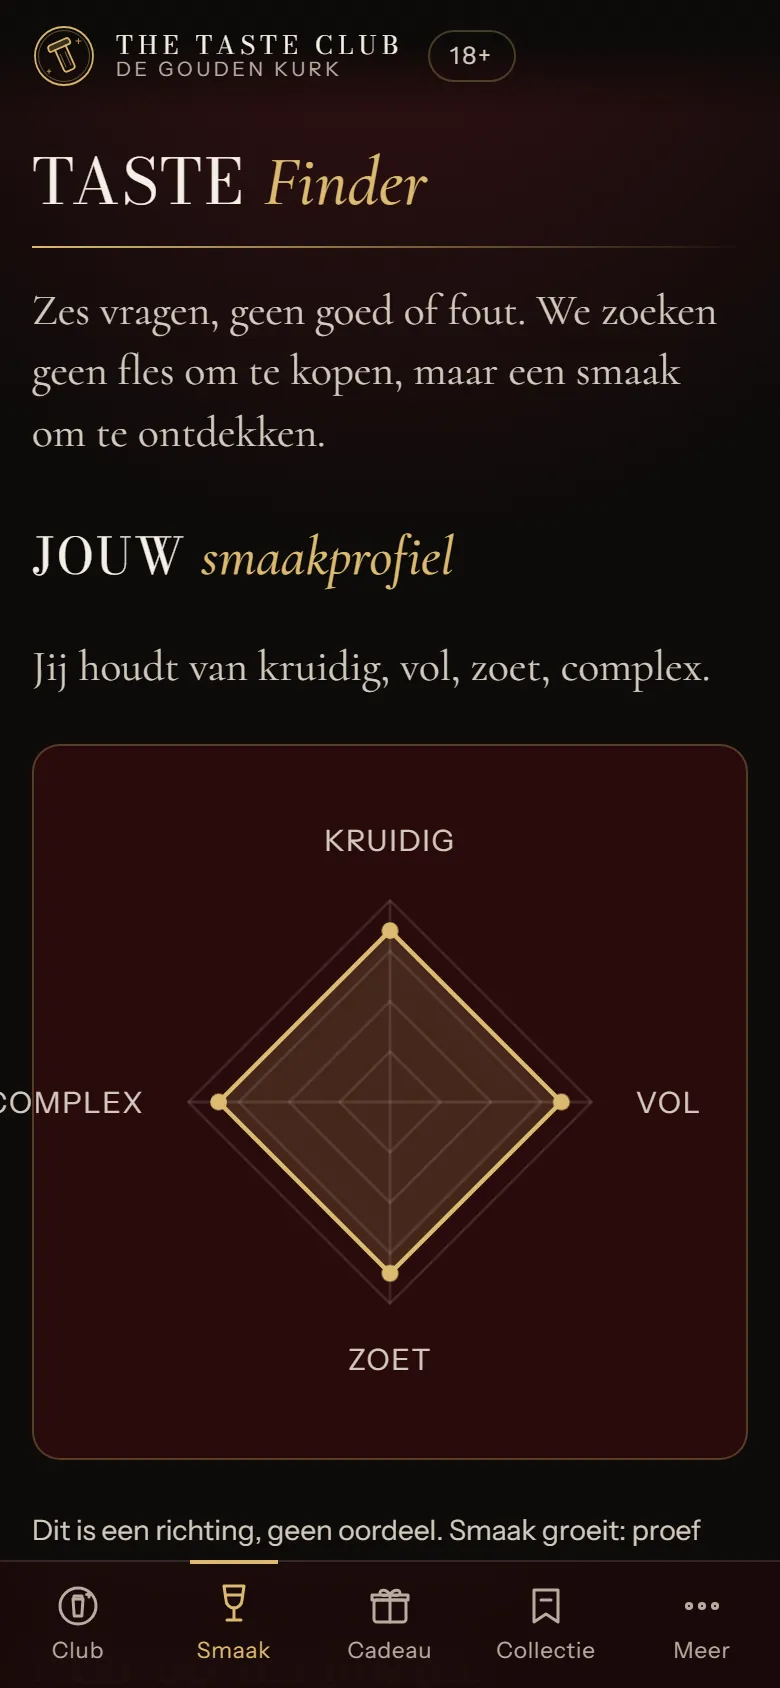 THE TASTE CLUB
DE GOUDEN KURK
18+
TASTE Finder
Zes vragen, geen goed of fout. We zoeken
geen fles om te kopen, maar een smaak
om te ontdekken.
JOUW smaakprofiel
Jij houdt van kruidig, vol, zoet, complex.
KRUIDIG
COMPLEX
VOL
ZOET
Dit is een richting, geen oordeel. Smaak groeit: proef
Club
Smaak
Cadeau
Collectie
Meer